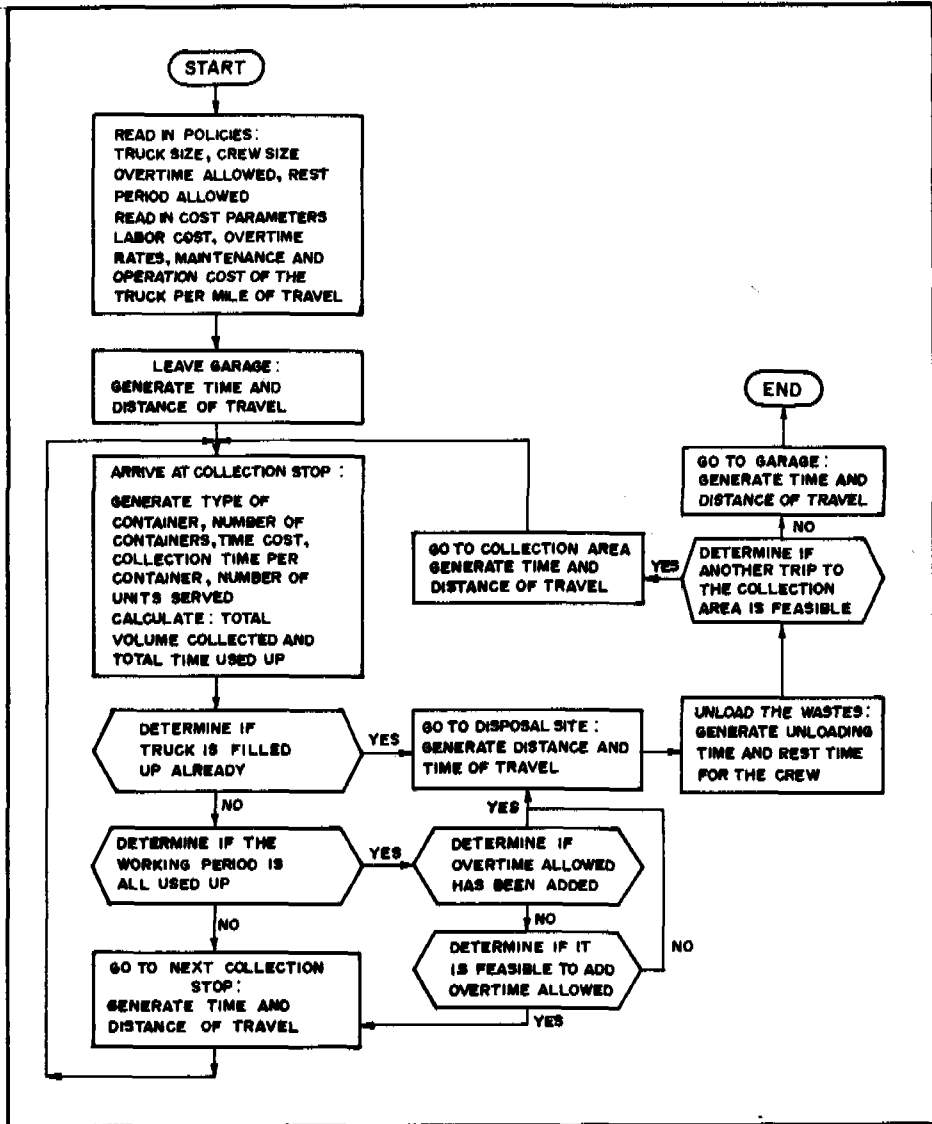 START
READ IN POLICIES:
TRUCK SIZE, CREW SIZE
OVERTIME ALLOWED, REST
PERIOD ALLOWED
READ IN COST PARAMETERS
LABOR COST, OVERTIME
RATES, MAINTENANCE AND
OPERATION COST OF THE
TRUCK PER MILE OF TRAVEL
LEAVE GARAGE:
GENERATE TIME AND
DISTANCE OF TRAVEL
ARRIVE AT COLLECTION STOP:
GENERATE TYPE OF
CONTAINER, NUMBER OF
CONTAINERS, TIME COST,
COLLECTION TIME PER
CONTAINER, NUMBER OF
UNITS SERVED
CALCULATE: TOTAL
VOLUME COLLECTED AND
TOTAL TIME USED UP
DETERMINE IF
TRUCK IS FILLED
UP ALREADY
YES
NO
DETERMINE IF THE
WORKING PERIOD IS
ALL USED UP
YES
NO
GO TO NEXT COLLECTION
STOP:
GENERATE TIME AND
DISTANCE OF TRAVEL
GO TO DISPOSAL SITE:
GENERATE DISTANCE AND
TIME OF TRAVEL
YES
DETERMINE IF
OVERTIME ALLOWED
HAS BEEN ADDED
NO
DETERMINE IF IT
IS FEASIBLE TO ADD
OVERTIME ALLOWED
NO
YES
UNLOAD THE WASTES:
GENERATE UNLOADING
TIME AND REST TIME
FOR THE CREW
DETERMINE IF
ANOTHER TRIP TO
THE COLLECTION
AREA IS FEASIBLE
YES
GO TO COLLECTION AREA
GENERATE TIME AND
DISTANCE OF TRAVEL
NO
GO TO GARAGE:
GENERATE TIME AND
DISTANCE OF TRAVEL
END